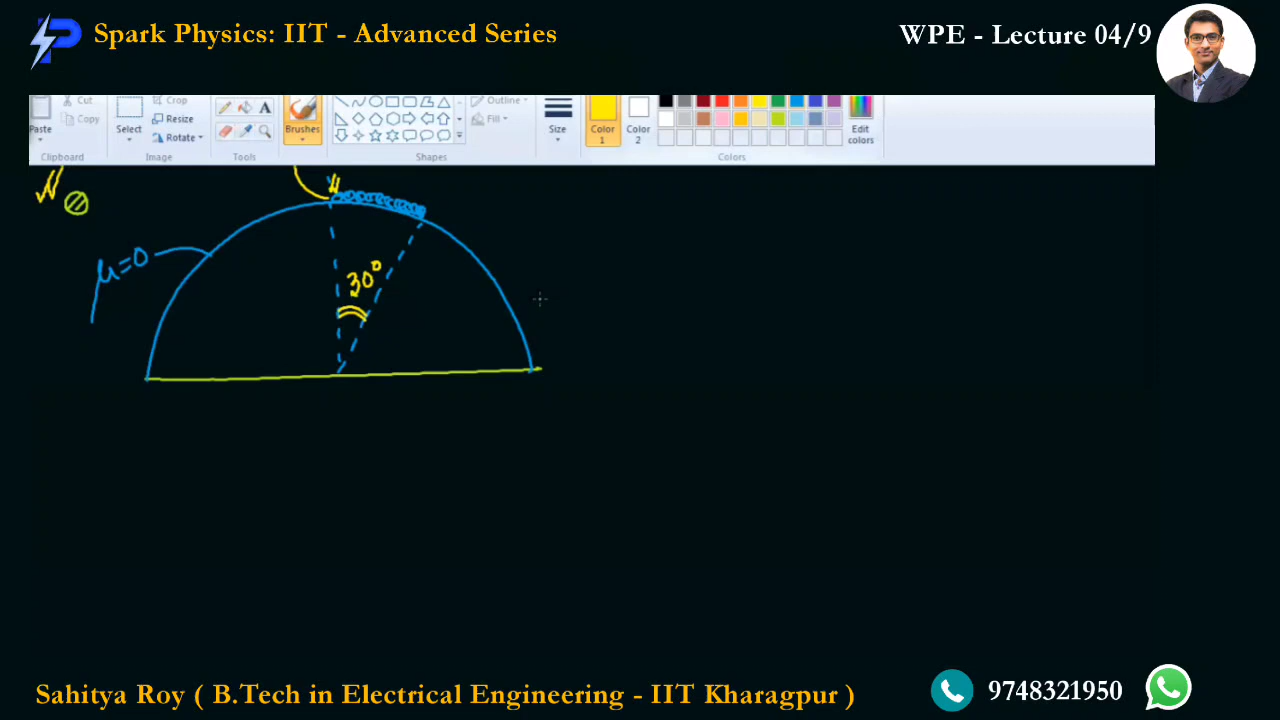 Spark Physics: IIT - Advanced Series
WPE - Lecture 04/9
Cut
Copy
Paste
Clipboard
Select
Crop
Resize
Rotate
Image
A
Tools
Brushes
Outline
Fill
Shapes
Size
Color 1
Color 2
Edit colors
Colors
μ=0
30°
Sahitya Roy ( B.Tech in Electrical Engineering - IIT Kharagpur )
9748321950